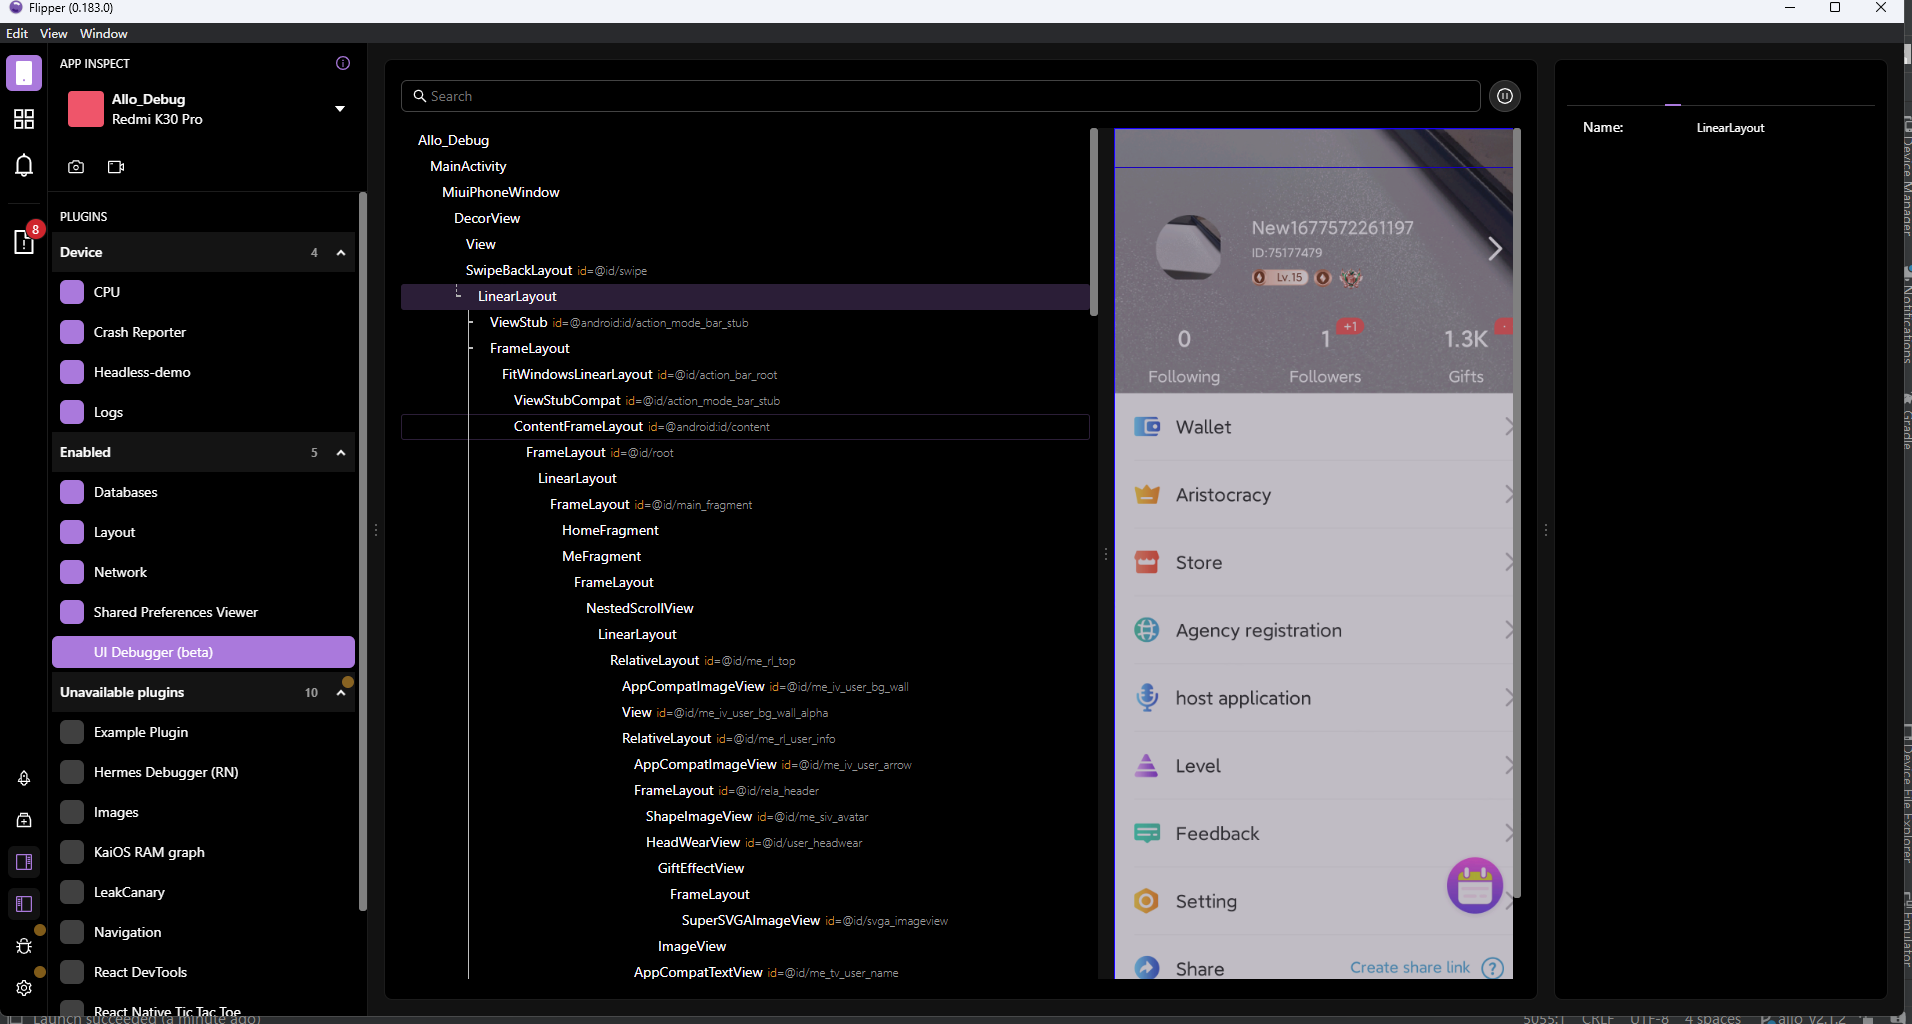 Flipper (0.183.0)
Edit View Window
APP INSPECT
Allo_Debug
Redmi K30 Pro
PLUGINS
Device 4
CPU
Crash Reporter
Headless-demo
Logs
Enabled 5
Databases
Layout
Network
Shared Preferences Viewer
UI Debugger (beta)
Unavailable plugins 10
Example Plugin
Hermes Debugger (RN)
Images
KaiOS RAM graph
LeakCanary
Navigation
React DevTools
React Native Tic Tac Toe
8
Search
Allo_Debug
MainActivity
MiuiPhoneWindow
DecorView
View
SwipeBackLayout id=@id/swipe
LinearLayout
ViewStub id=@android:id/action_mode_bar_stub
FrameLayout
FitWindowsLinearLayout id=@id/action_bar_root
ViewStubCompat id=@id/action_mode_bar_stub
ContentFrameLayout id=@android:id/content
FrameLayout id=@id/root
LinearLayout
FrameLayout id=@id/main_fragment
HomeFragment
MeFragment
FrameLayout
NestedScrollView
LinearLayout
RelativeLayout id=@id/me_rl_top
AppCompatImageView id=@id/me_iv_user_bg_wall
View id=@id/me_iv_user_bg_wall_alpha
RelativeLayout id=@id/me_rl_user_info
AppCompatImageView id=@id/me_iv_user_arrow
FrameLayout id=@id/rela_header
ShapeImageView id=@id/me_siv_avatar
HeadWearView id=@id/user_headwear
GiftEffectView
FrameLayout
SuperSVGAImageView id=@id/svga_imageview
ImageView
AppCompatTextView id=@id/me_tv_user_name
New1677572261197
ID:75177479
Lv.15
0 1 +1 1.3K
Following Followers Gifts
Wallet
Aristocracy
Store
Agency registration
host application
Level
Feedback
Setting
Share Create share link ?
Name: LinearLayout
Device Manager
Notifications
Gradle
Device File Explorer
Emulator
Launch succeeded (a minute ago)
5055:1 CRLF UTF-8 4 spaces allo v2.1.2